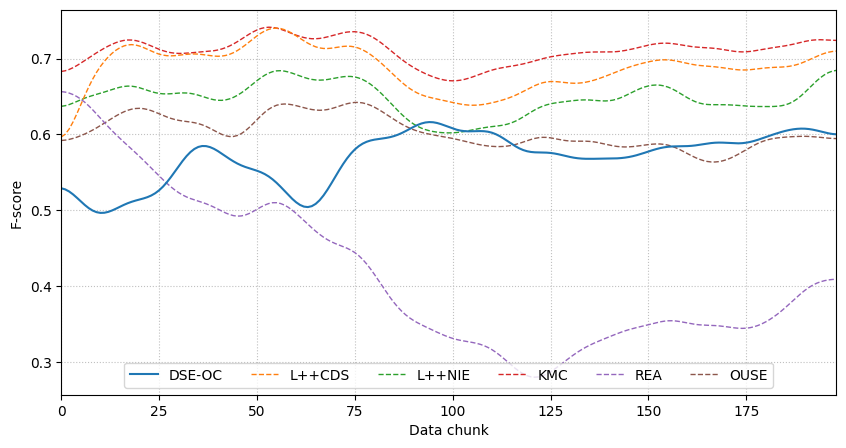 F-score
0.7
0.6
0.5
0.4
0.3
DSE-OC L++CDS L++NIE KMC REA OUSE
0 25 50 75 100 125 150 175
Data chunk